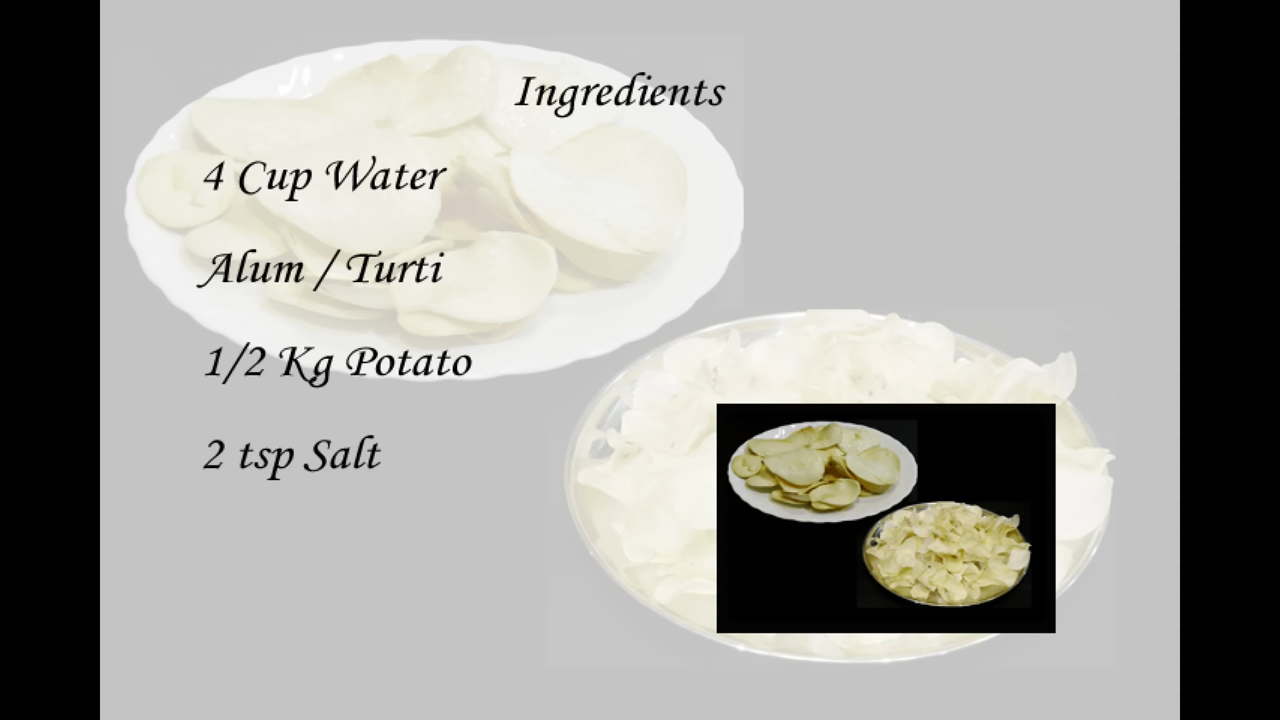 Ingredients
4 Cup Water
Alum / Turti
1/2 Kg Potato
2 tsp Salt